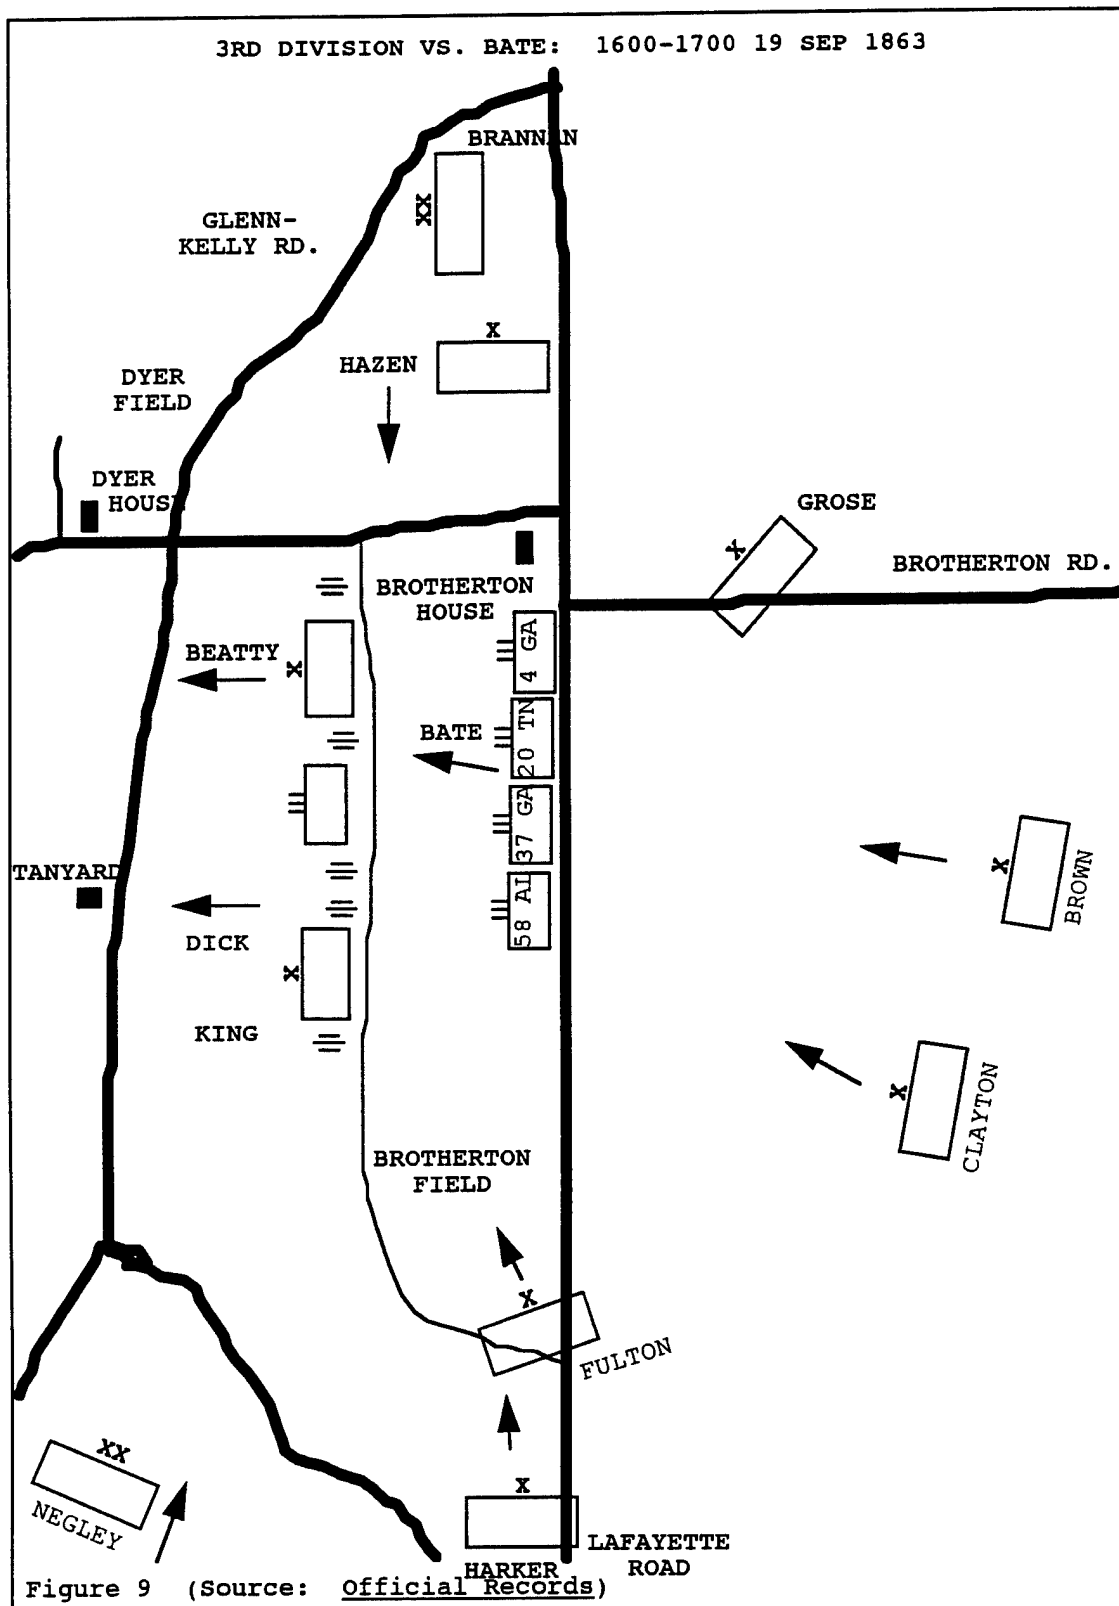 3RD DIVISION VS. BATE: 1600-1700 19 SEP 1863
BRANNAN
XX
GLENN-
KELLY RD.
X
HAZEN
DYER
FIELD
DYER
HOUSE
GROSE
X
BROTHERTON RD.
BROTHERTON
HOUSE
4 GA
BEATTY
X
BATE
20 TN
37 GA
TANYARD
58 AL
X
BROWN
DICK
X
KING
X
CLAYTON
BROTHERTON
FIELD
X
FULTON
XX
NEGLEY
X
HARKER
LAFAYETTE
ROAD
Figure 9 (Source: Official Records)